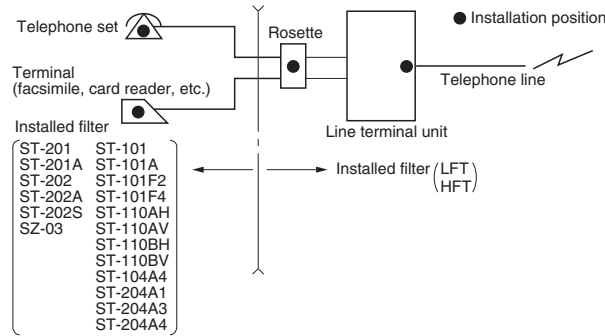 Telephone set
Rosette
● Installation position
Terminal
(facsimile, card reader, etc.)
Telephone line
Line terminal unit
Installed filter
ST-201 ST-101
ST-201A ST-101A
ST-202 ST-101F2
ST-202A ST-101F4
ST-202S ST-110AH
SZ-03 ST-110AV
ST-110BH
ST-110BV
ST-104A4
ST-204A1
ST-204A3
ST-204A4
Installed filter (LFT
HFT)